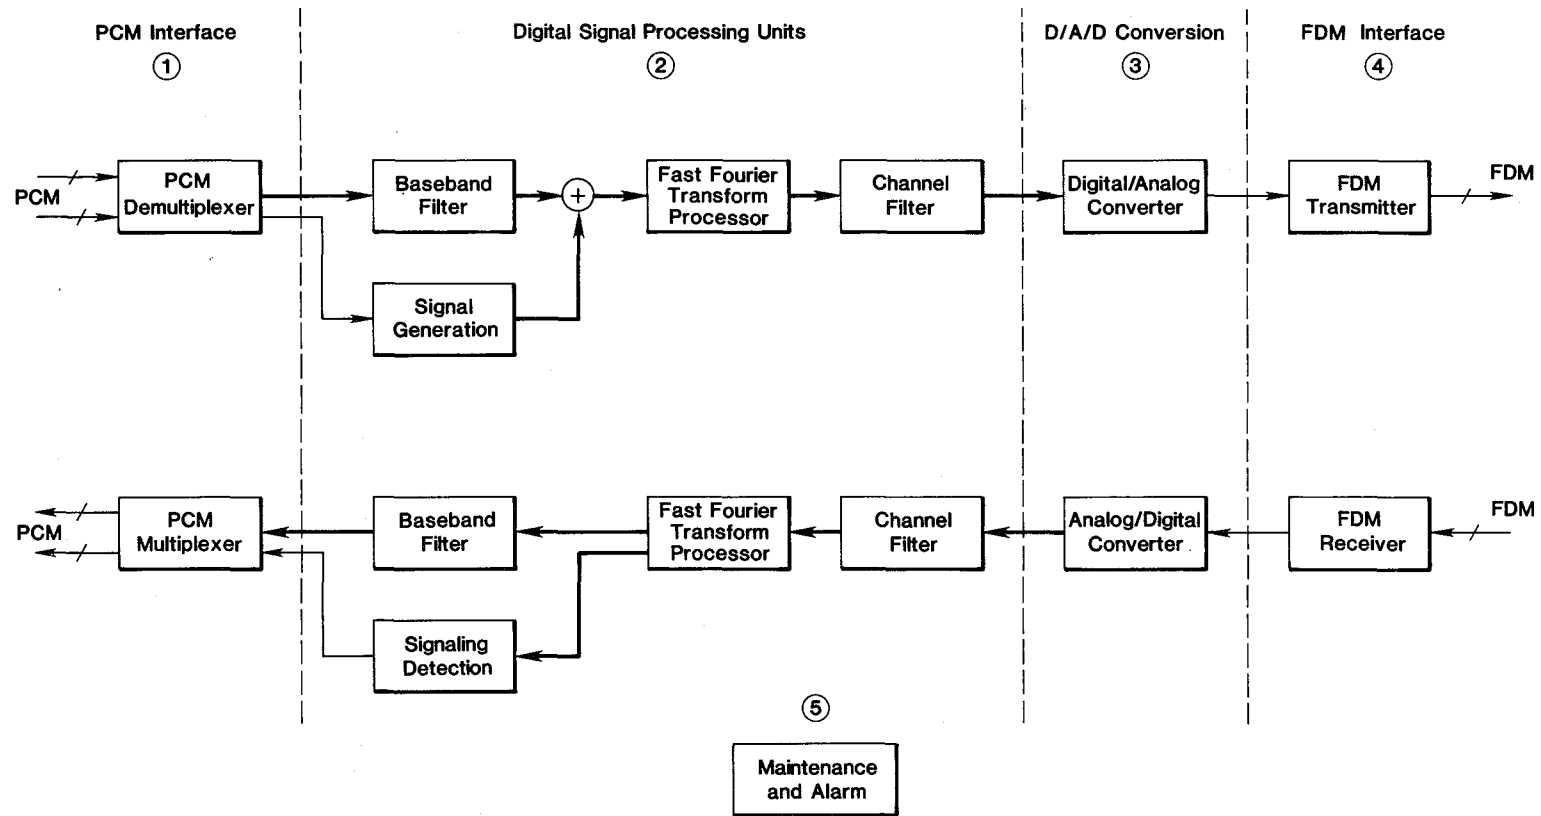 PCM Interface
1
Digital Signal Processing Units
2
D/A/D Conversion
3
FDM Interface
4
PCM
PCM
Demultiplexer
Baseband
Filter
+
Fast Fourier
Transform
Processor
Channel
Filter
Digital/Analog
Converter
FDM
Transmitter
FDM
Signal
Generation
PCM
PCM
Multiplexer
Baseband
Filter
Fast Fourier
Transform
Processor
Channel
Filter
Analog/Digital
Converter
FDM
Receiver
FDM
Signaling
Detection
5
Maintenance
and Alarm